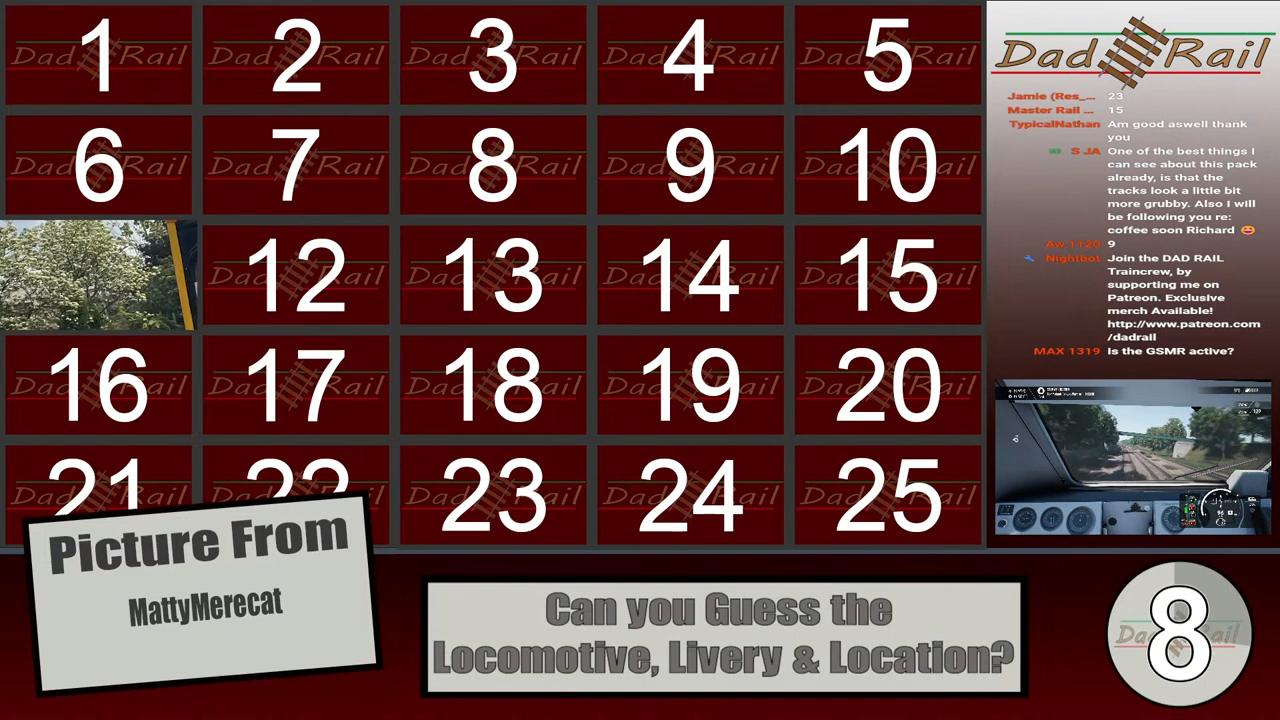 1 2 3 4 5
6 7 8 9 10
12 13 14 15
16 17 18 19 20
21 22 23 24 25
Dad Rail
Jamie (Res_... 23
Master Rail ... 15
TypicalNathan Am good aswell thank
you
S JA One of the best things I
can see about this pack
already, is that the
tracks look a little bit
more grubby. Also I will
be following you re:
coffee soon Richard
Aw.1120 9
Nightbot Join the DAD RAIL
Traincrew, by
supporting me on
Patreon. Exclusive
merch Available!
http://www.patreon.com
/dadrail
MAX 1319 Is the GSMR active?
Picture From
MattyMerecat
Can you Guess the
Locomotive, Livery & Location?
8